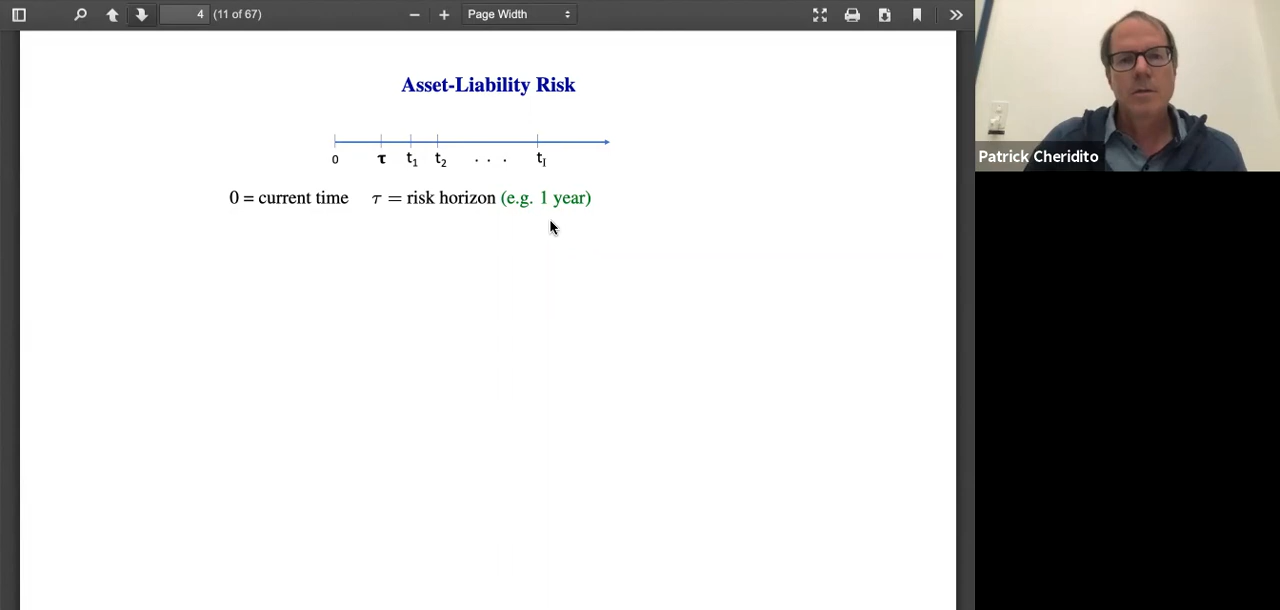 4 (11 of 67) Page Width
Asset-Liability Risk
0 τ t₁ t₂ . . . t_I
0 = current time τ = risk horizon (e.g. 1 year)
Patrick Cheridito